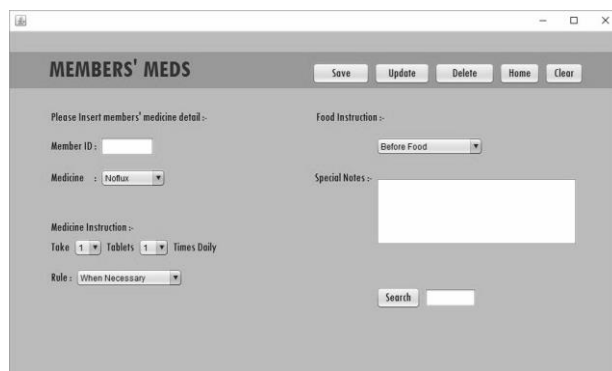 MEMBERS' MEDS
Save Update Delete Home Clear
Please Insert members' medicine detail :-
Member ID :
Medicine : Noflux
Medicine Instruction :-
Take 1 Tablets 1 Times Daily
Rule : When Necessary
Food Instruction :-
Before Food
Special Notes :-
Search